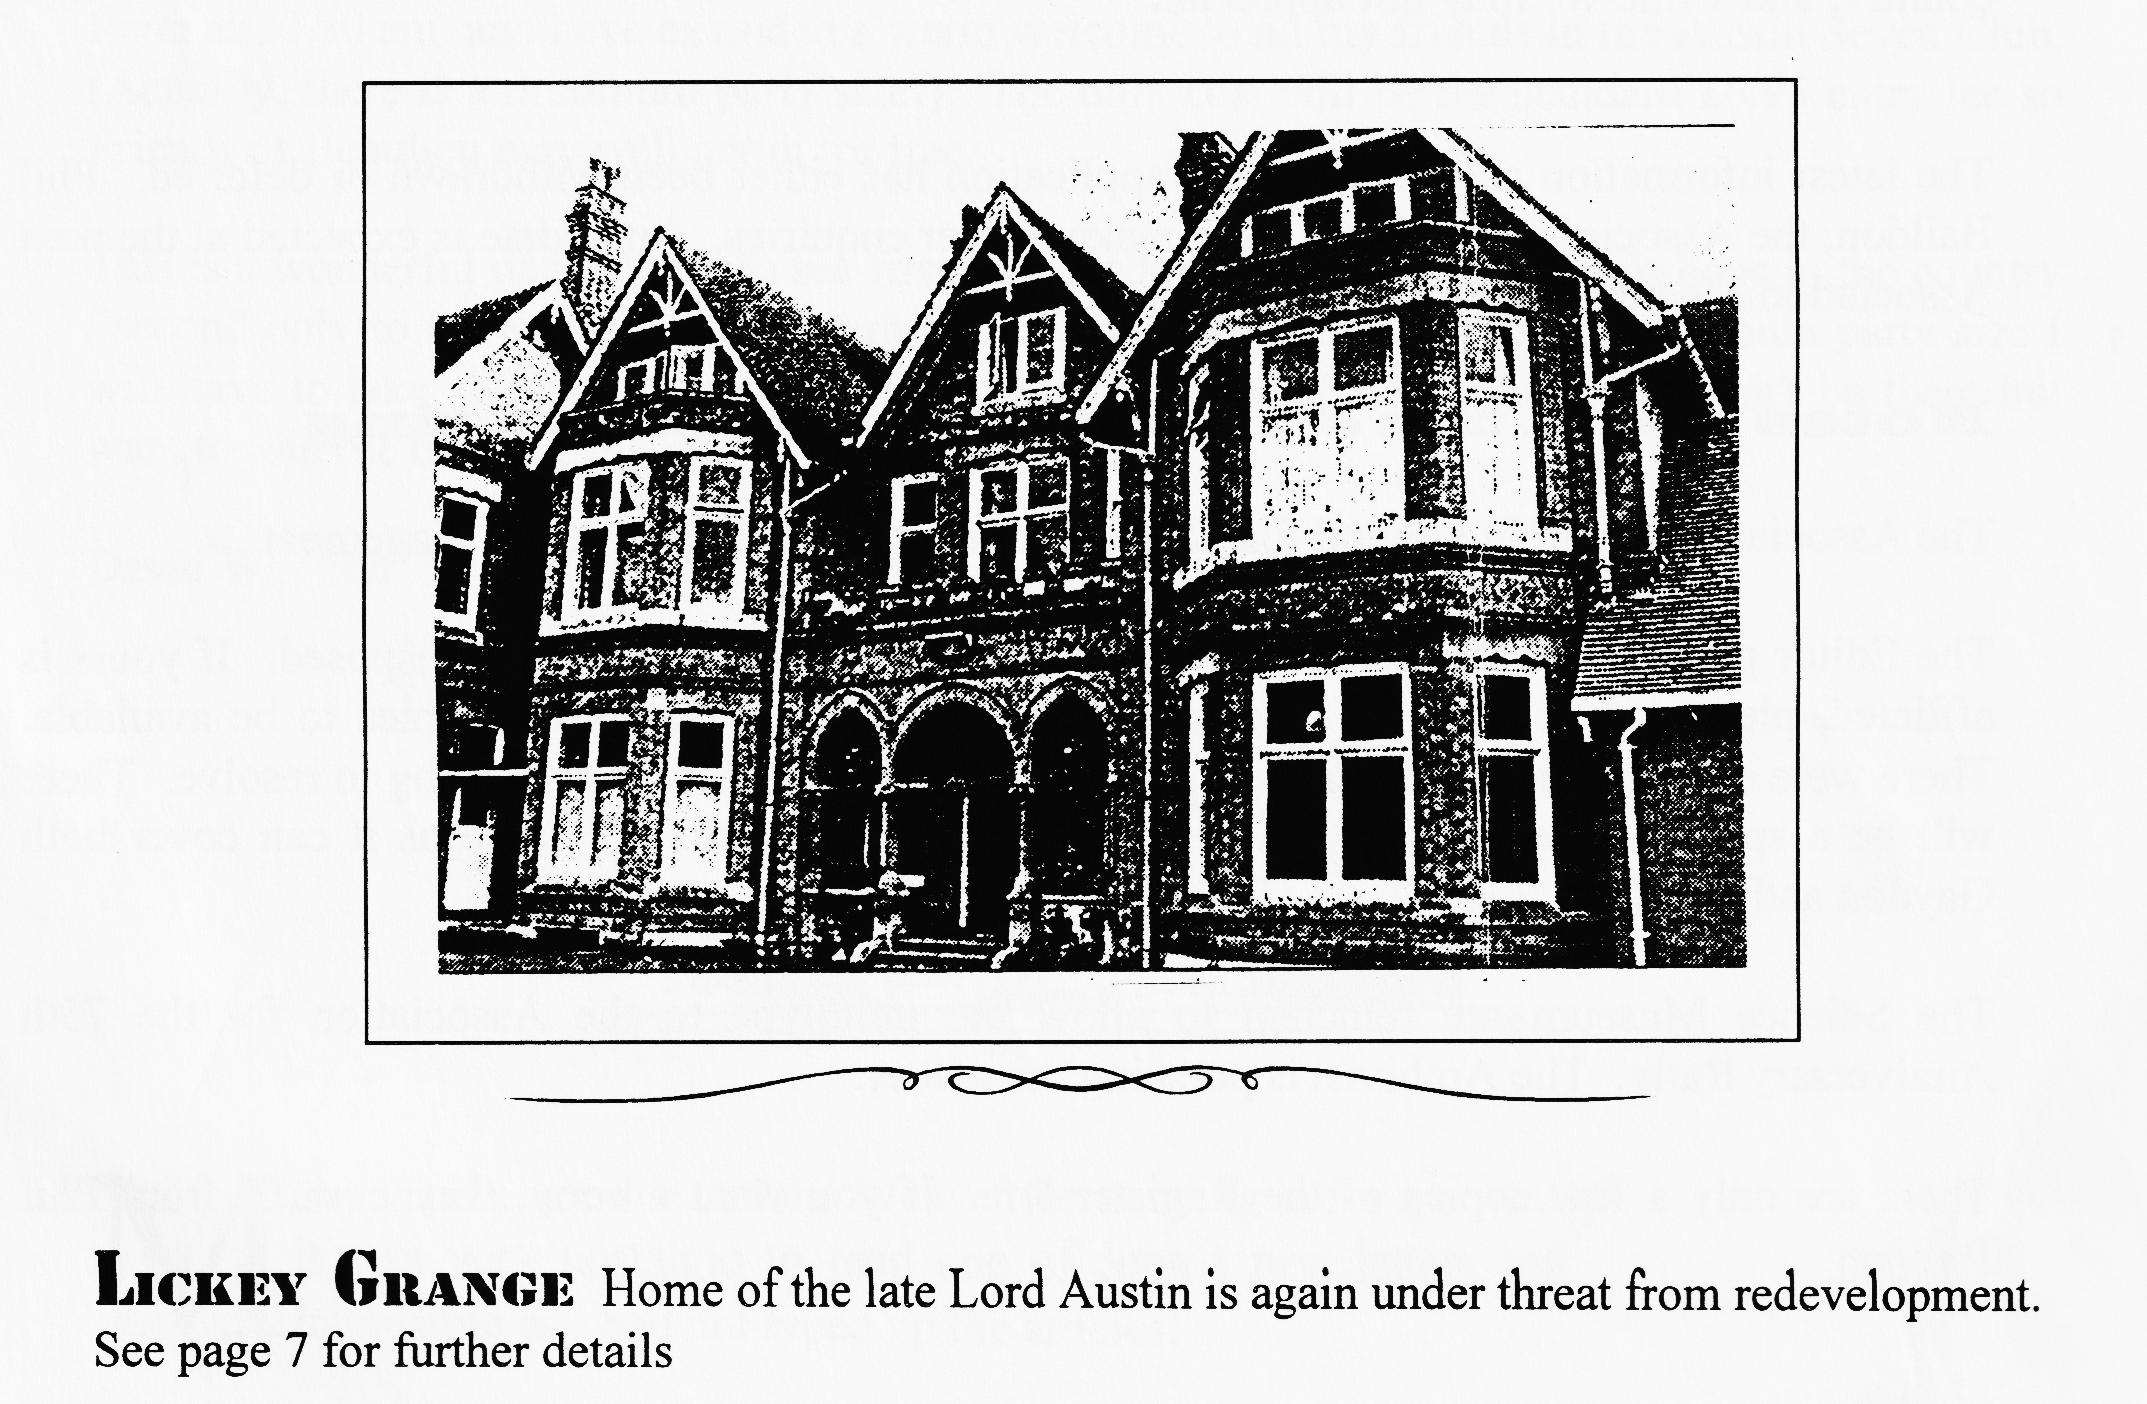 LICKEY GRANGE Home of the late Lord Austin is again under threat from redevelopment.
See page 7 for further details